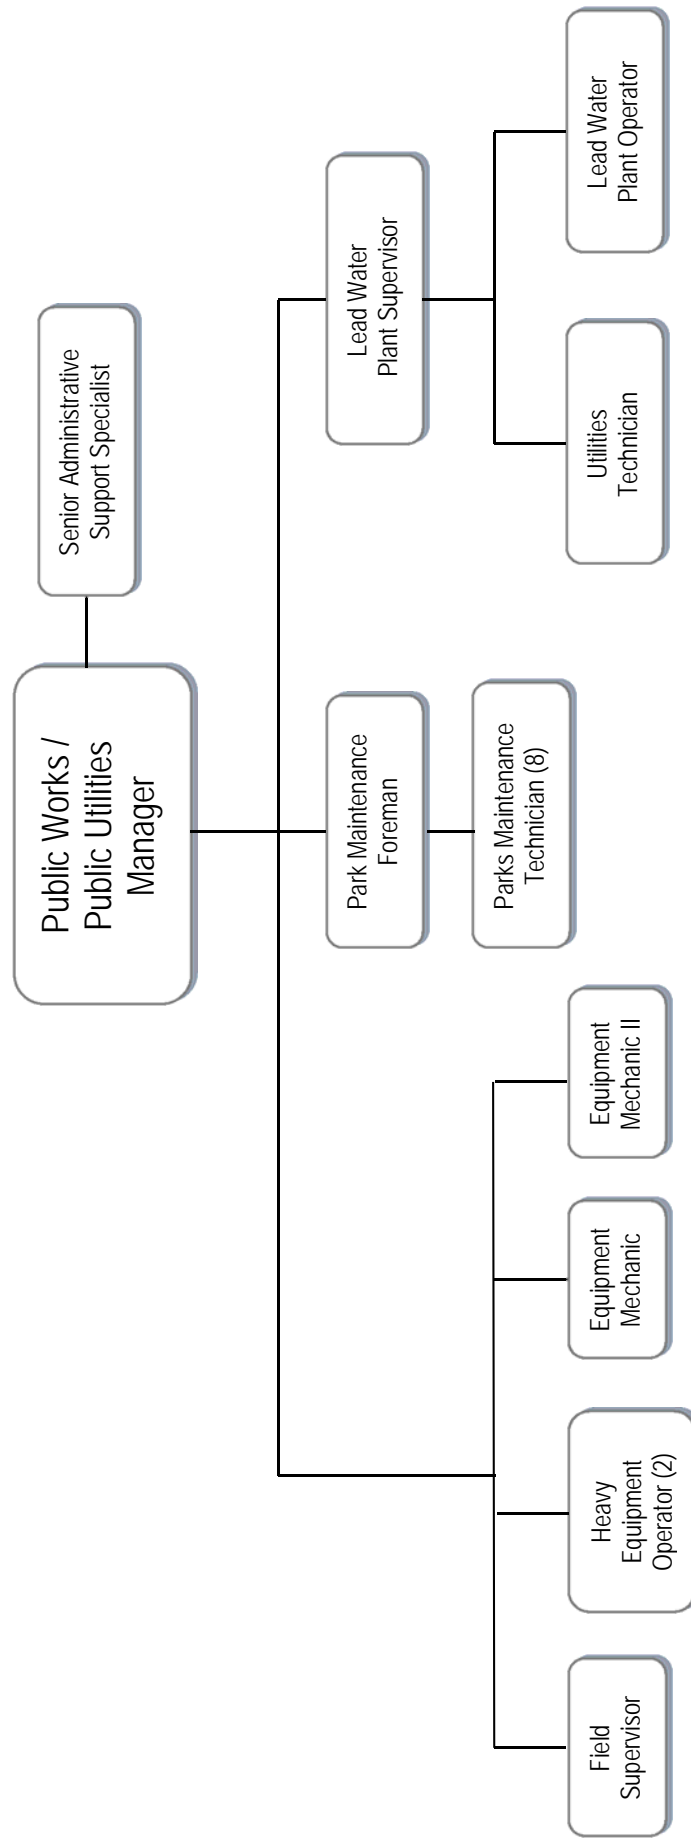 Public Works /
Public Utilities
Manager
Senior Administrative
Support Specialist
Park Maintenance
Foreman
Lead Water
Plant Supervisor
Parks Maintenance
Technician (8)
Field
Supervisor
Heavy
Equipment
Operator (2)
Equipment
Mechanic
Equipment
Mechanic II
Utilities
Technician
Lead Water
Plant Operator